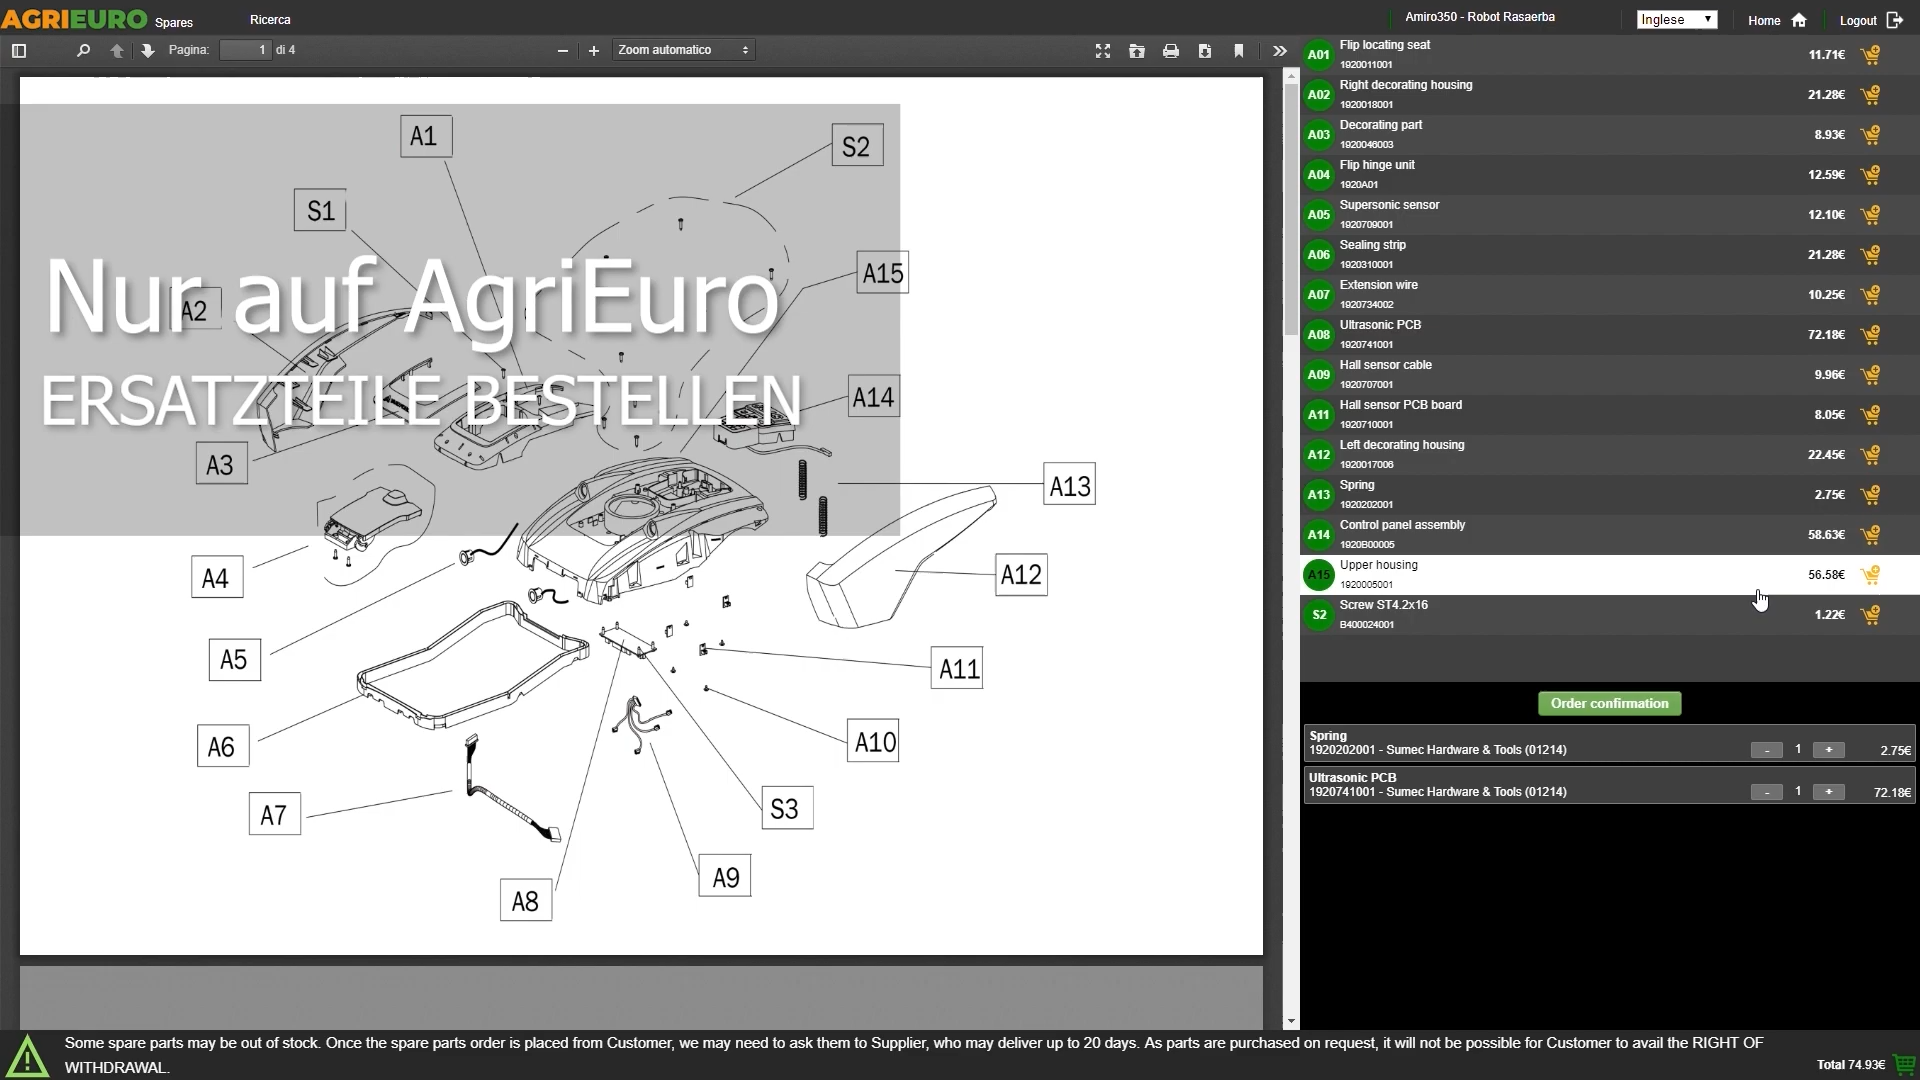 AGRIEURO Spares
Ricerca
Amiro350 - Robot Rasaerba
Inglese
Home
Logout
Pagina: 1 di 4
Zoom automatico
A1
S2
S1
A15
A2
Nur auf AgriEuro
ERSATZTEILE BESTELLEN
A14
A3
A13
A4
A12
A5
A11
A6
A10
A7
S3
A9
A8
A01 Flip locating seat 11.71€
1920011001
A02 Right decorating housing 21.28€
1920018001
A03 Decorating part 8.93€
1920046003
A04 Flip hinge unit 12.59€
1920A01
A05 Supersonic sensor 12.10€
1920709001
A06 Sealing strip 21.28€
1920310001
A07 Extension wire 10.25€
1920734002
A08 Ultrasonic PCB 72.18€
1920741001
A09 Hall sensor cable 9.96€
1920707001
A11 Hall sensor PCB board 8.05€
1920710001
A12 Left decorating housing 22.45€
1920017006
A13 Spring 2.75€
1920202001
A14 Control panel assembly 58.63€
1920B00005
A15 Upper housing 56.58€
1920005001
S2 Screw ST4.2x16 1.22€
B400024001
Order confirmation
Spring
1920202001 - Sumec Hardware & Tools (01214) - 1 + 2.75€
Ultrasonic PCB
1920741001 - Sumec Hardware & Tools (01214) - 1 + 72.18€
Some spare parts may be out of stock. Once the spare parts order is placed from Customer, we may need to ask them to Supplier, who may deliver up to 20 days. As parts are purchased on request, it will not be possible for Customer to avail the RIGHT OF
WITHDRAWAL.
Total 74.93€